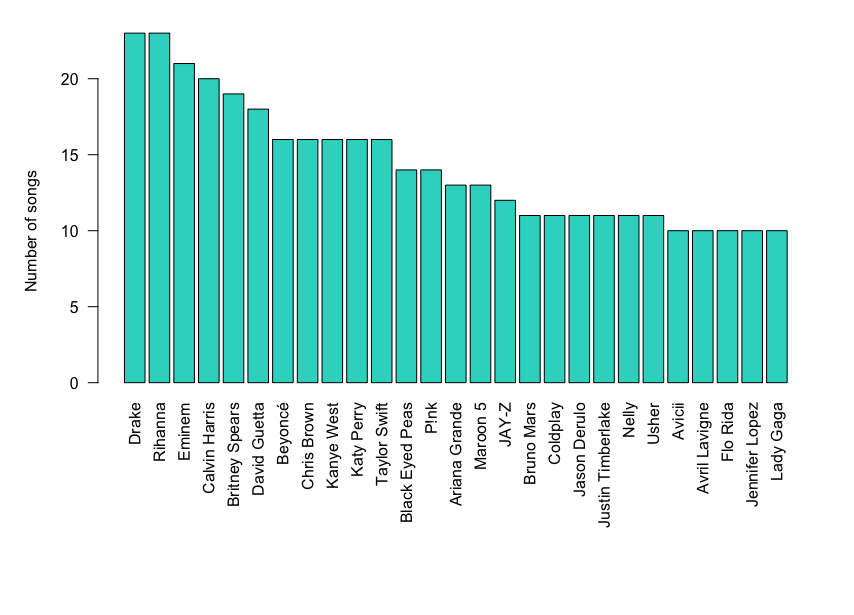 Number of songs
20
15
10
5
0
Drake
Rihanna
Eminem
Calvin Harris
Britney Spears
David Guetta
Beyoncé
Chris Brown
Kanye West
Katy Perry
Taylor Swift
Black Eyed Peas
P!nk
Ariana Grande
Maroon 5
JAY-Z
Bruno Mars
Coldplay
Jason Derulo
Justin Timberlake
Nelly
Usher
Avicii
Avril Lavigne
Flo Rida
Jennifer Lopez
Lady Gaga